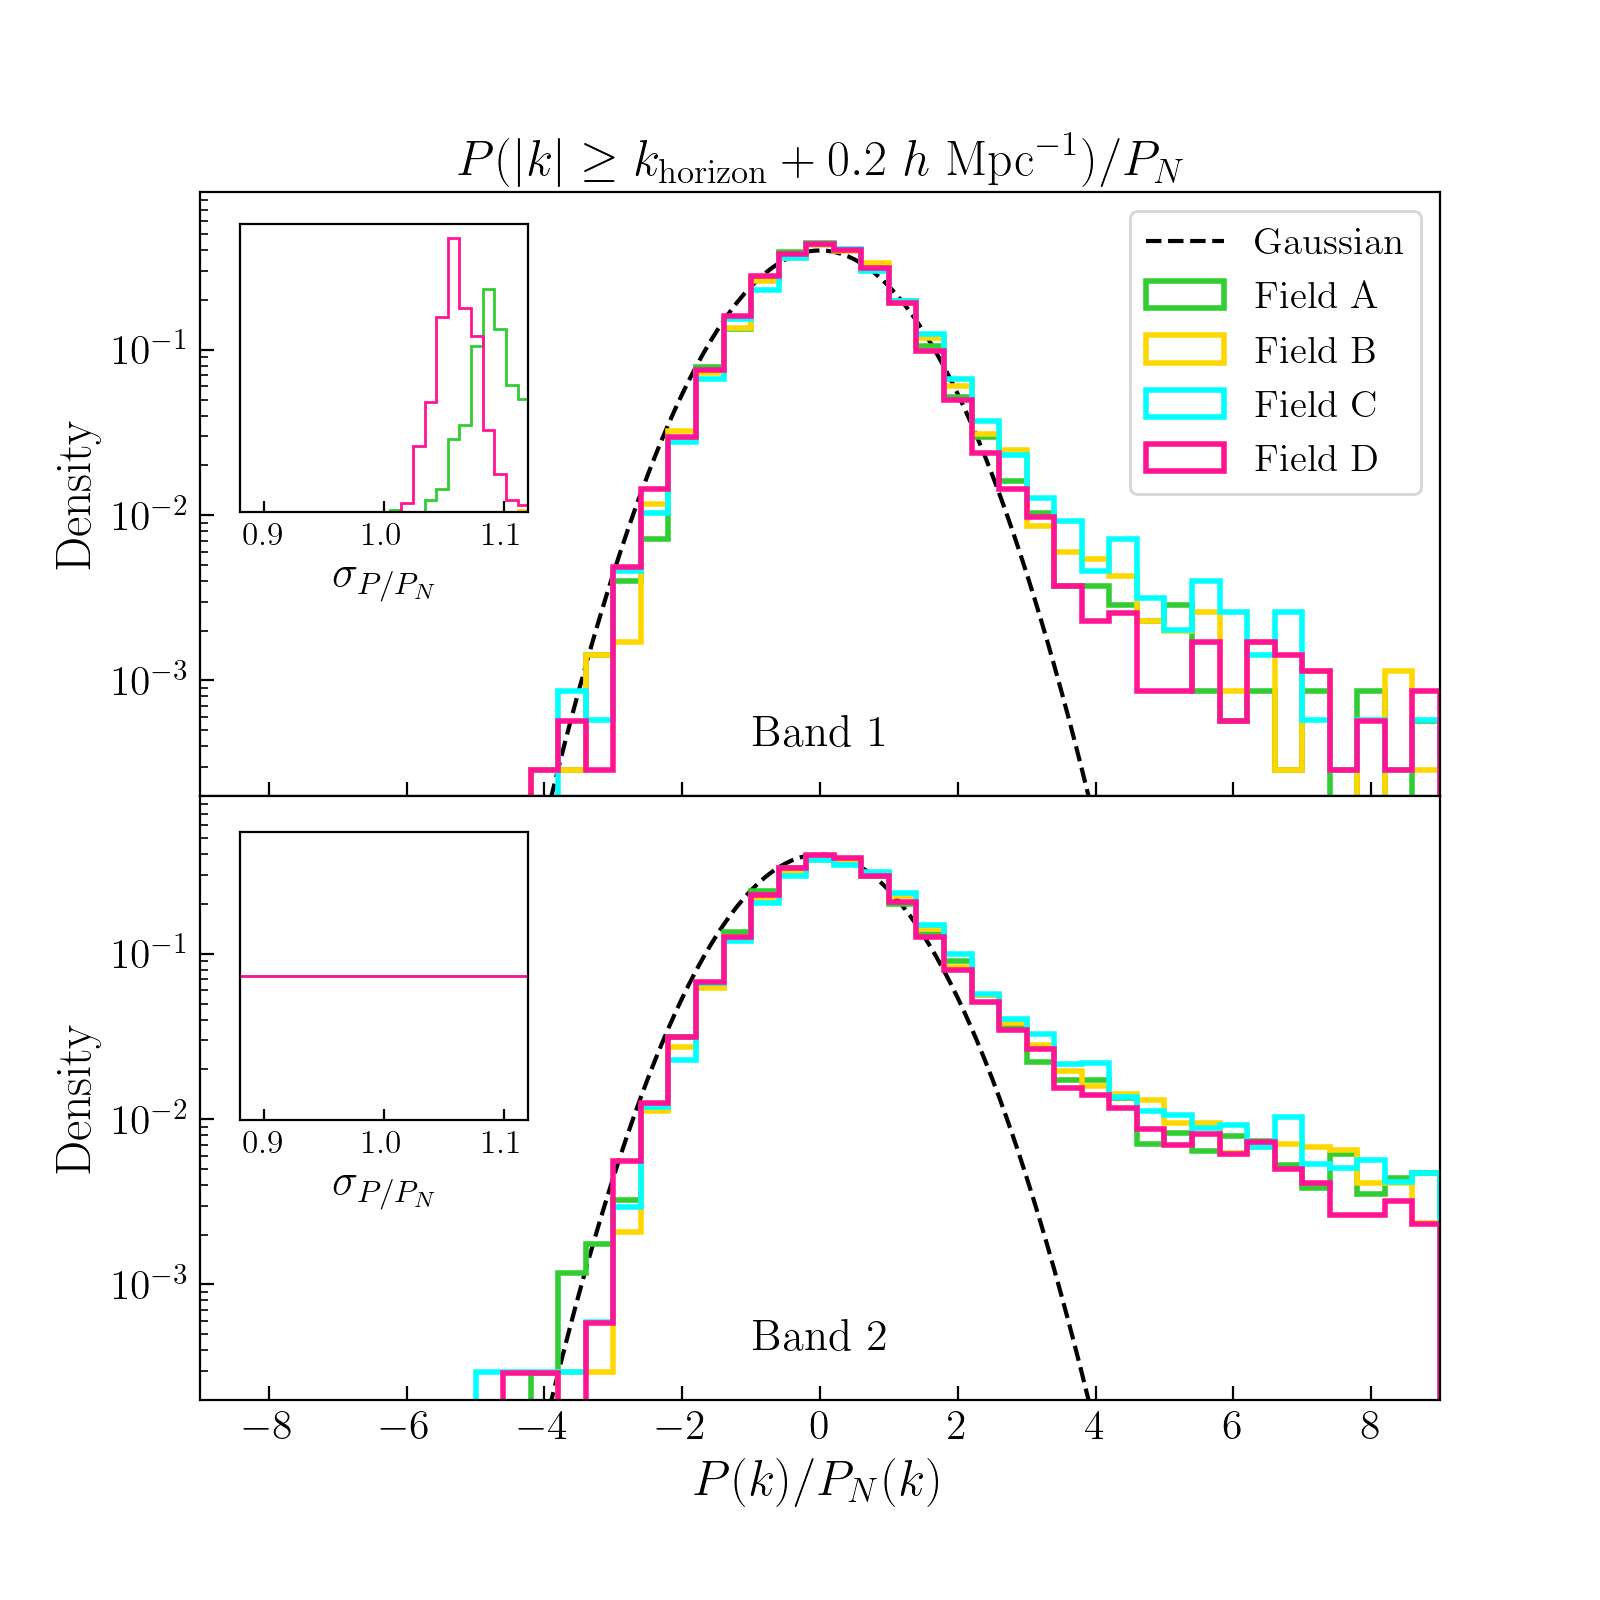 P(|k| ≥ k_horizon + 0.2 h Mpc⁻¹)/P_N
Gaussian
Field A
Field B
Field C
Field D
10⁻¹
10⁻²
10⁻³
Density
0.9 1.0 1.1
σ_P/P_N
Band 1
10⁻¹
10⁻²
10⁻³
Density
0.9 1.0 1.1
σ_P/P_N
Band 2
−8 −6 −4 −2 0 2 4 6 8
P(k)/P_N(k)